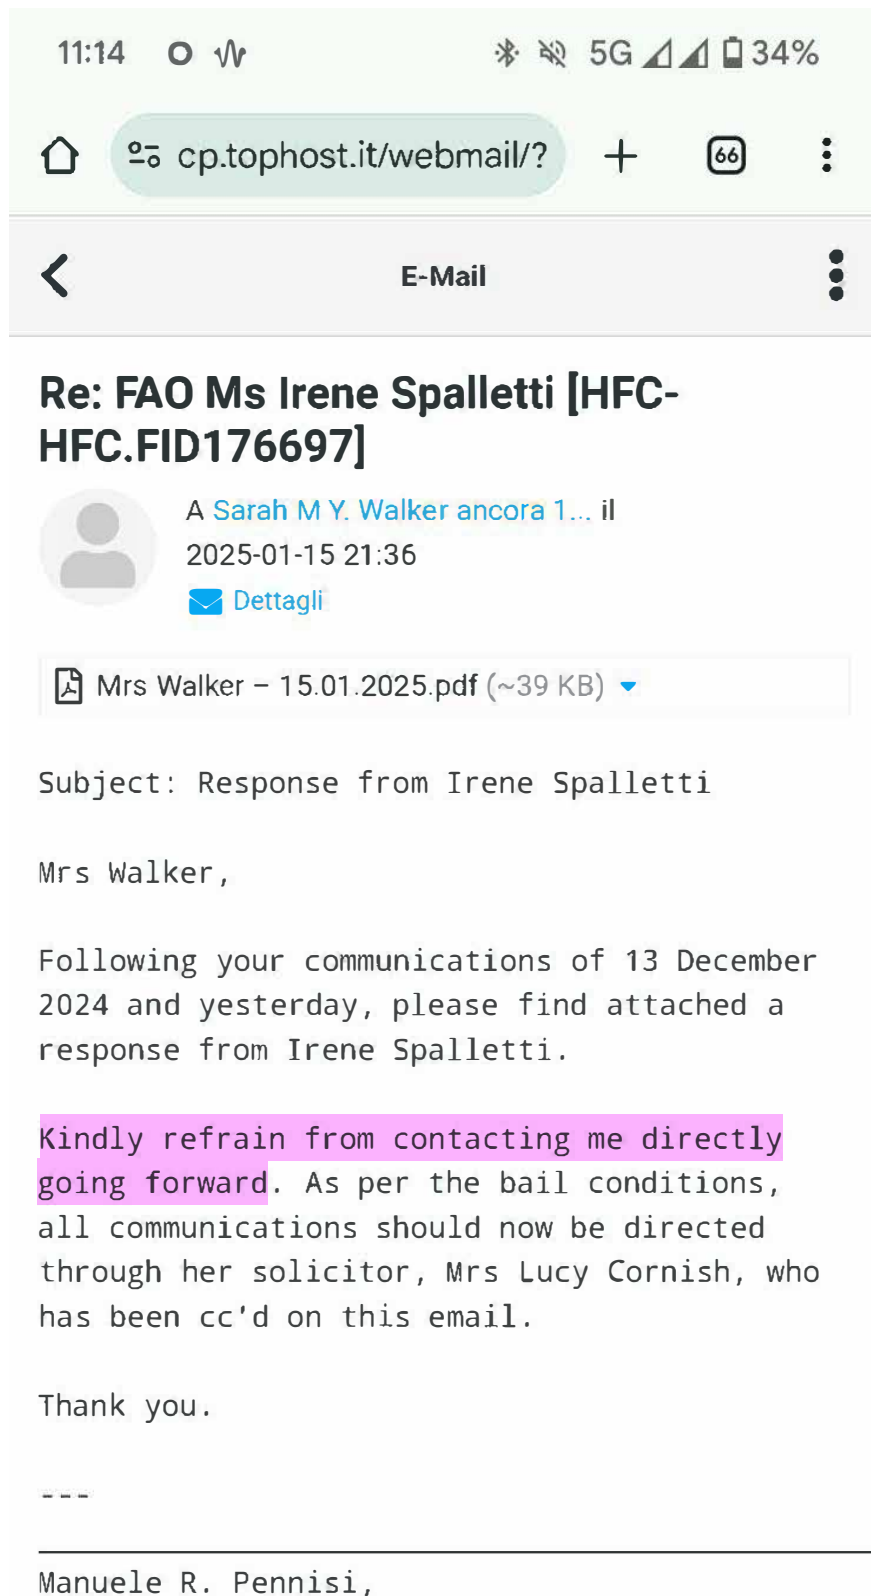 11:14 5G 34%
cp.tophost.it/webmail/? 66
E-Mail
Re: FAO Ms Irene Spalletti [HFC-
HFC.FID176697]
A Sarah M Y. Walker ancora 1... il
2025-01-15 21:36
Dettagli
Mrs Walker – 15.01.2025.pdf (~39 KB)
Subject: Response from Irene Spalletti
Mrs Walker,
Following your communications of 13 December
2024 and yesterday, please find attached a
response from Irene Spalletti.
Kindly refrain from contacting me directly
going forward. As per the bail conditions,
all communications should now be directed
through her solicitor, Mrs Lucy Cornish, who
has been cc'd on this email.
Thank you.
---
Manuele R. Pennisi,